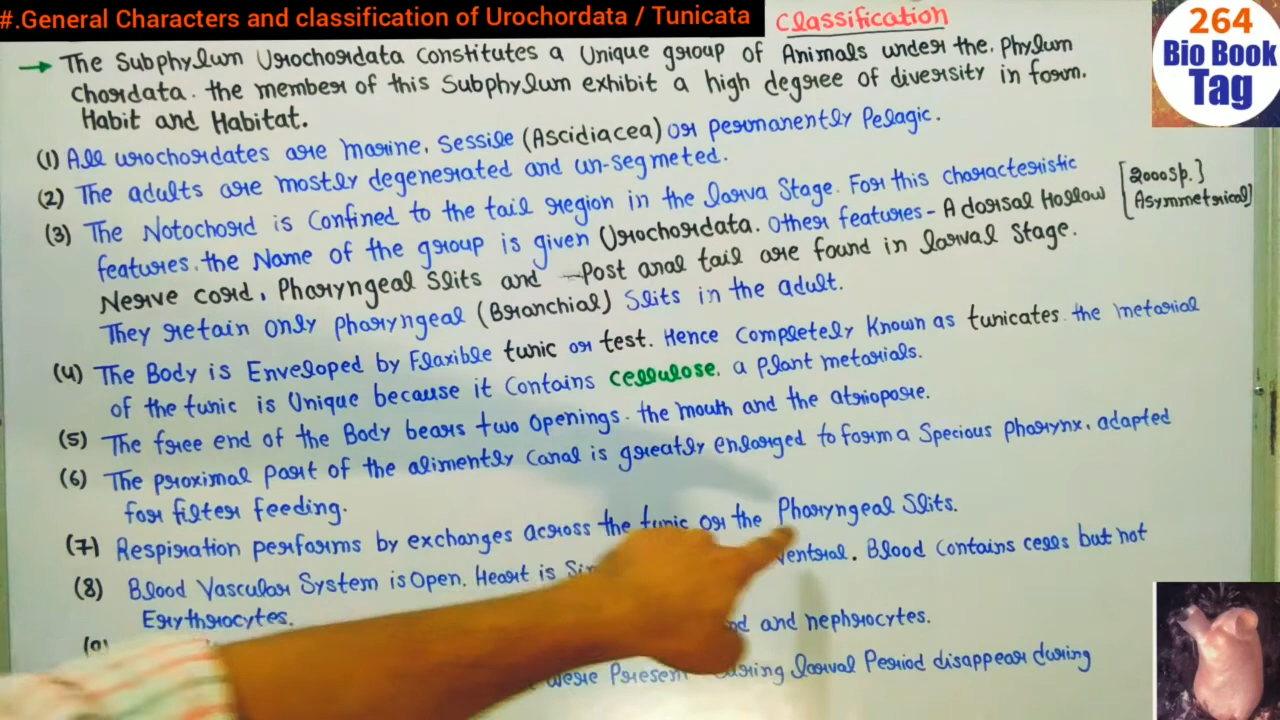 #.General Characters and classification of Urochordata / Tunicata
Classification
264
Bio Book
Tag
→ The Subphylum Urochordata constitutes a Unique group of Animals under the. Phylum
Chordata. the member of this Subphylum exhibit a high degree of diversity in form.
Habit and Habitat.
(1) All urochordates are marine. Sessile (Ascidiacea) or permanently Pelagic.
(2) The adults are mostly degenerated and un-segmeted.
(3) The Notochord is Confined to the tail region in the larva Stage. For this characteristic
features. the Name of the group is given Urochordata. Other features - A dorsal Hollow
[2000sp.}
Asymmetrical]
Nerve cord, Pharyngeal Slits and Post anal tail are found in larval Stage.
They retain only pharyngeal (Branchial) Slits in the adult.
(4) The Body is Enveloped by Flaxible tunic or test. Hence Completely Known as tunicates. the metarial
of the tunic is Unique because it Contains cellulose. a plant metarials.
(5) The free end of the Body bears two openings. the mouth and the atriopore.
(6) The proximal part of the alimently Canal is greatly enlarged to form a Specious pharynx. adapted
for filter feeding.
(7) Respiration performs by exchanges across the tunic or the Pharyngeal Slits.
(8) Blood Vascular System is Open. Heart is ventral. Blood Contains cells but not
Erythrocytes.
(9) and nephrocytes.
were Present during larval Period disappear during